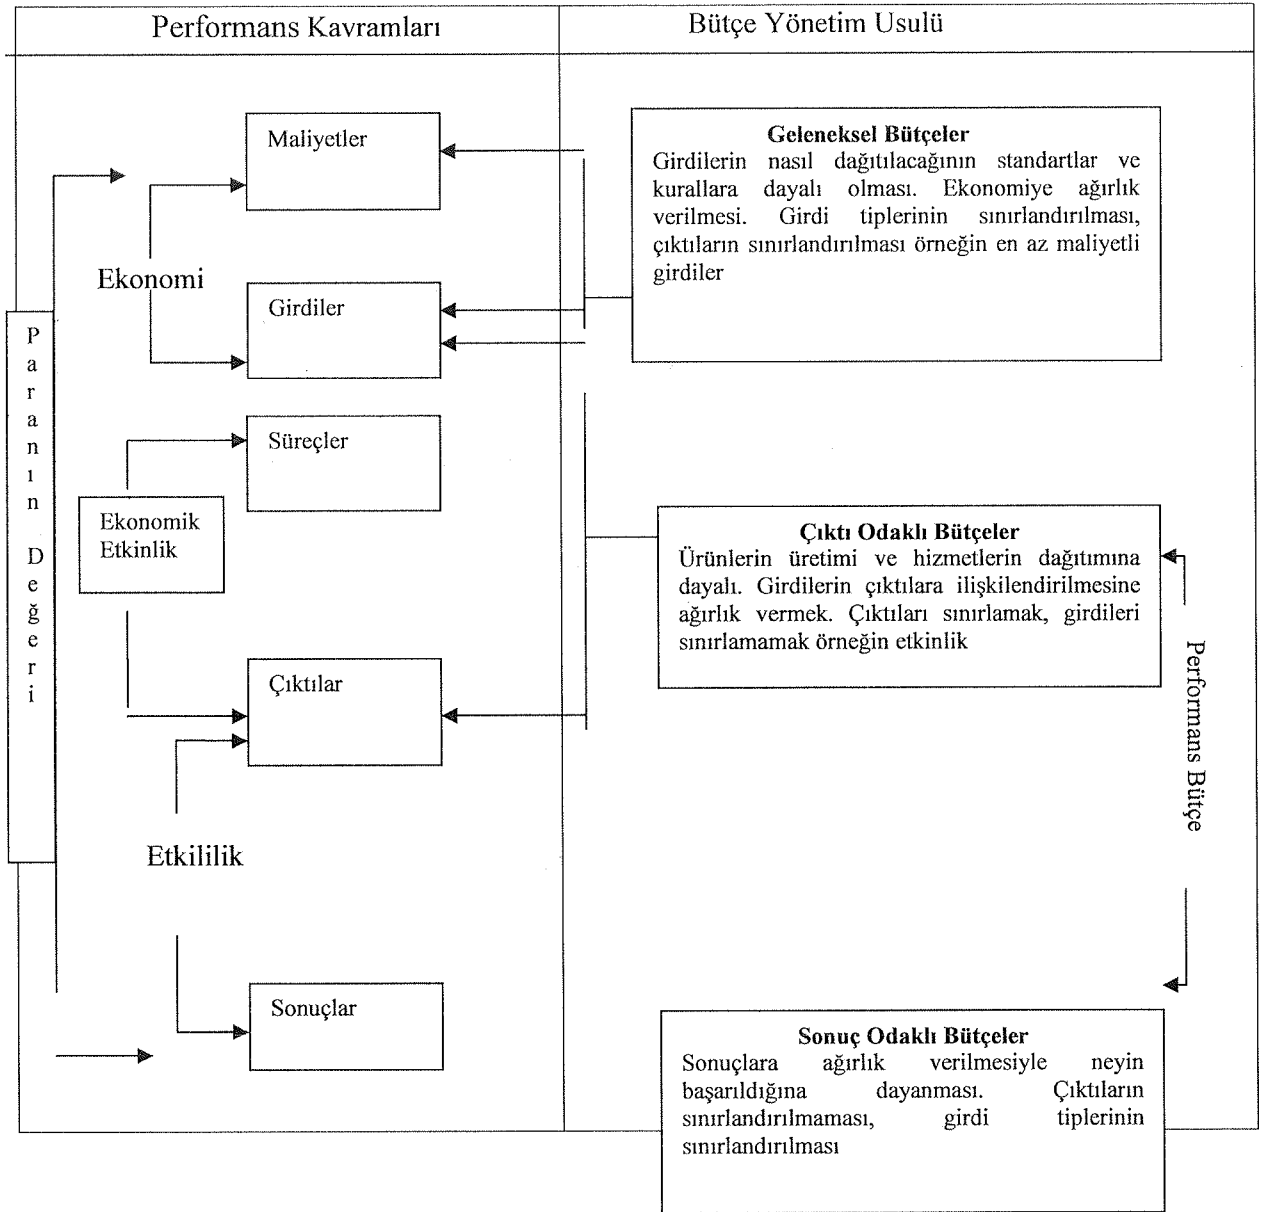 Performans Kavramları
Bütçe Yönetim Usulü
Maliyetler
Ekonomi
Girdiler
Süreçler
Ekonomik
Etkinlik
Çıktılar
Etkililik
Sonuçlar
Paranın Değeri
Geleneksel Bütçeler
Girdilerin nasıl dağıtılacağının standartlar ve
kurallara dayalı olması. Ekonomiye ağırlık
verilmesi. Girdi tiplerinin sınırlandırılması,
çıktıların sınırlandırılması örneğin en az maliyetli
girdiler
Çıktı Odaklı Bütçeler
Ürünlerin üretimi ve hizmetlerin dağıtımına
dayalı. Girdilerin çıktılara ilişkilendirilmesine
ağırlık vermek. Çıktıları sınırlamak, girdileri
sınırlamamak örneğin etkinlik
Performans Bütçe
Sonuç Odaklı Bütçeler
Sonuçlara ağırlık verilmesiyle neyin
başarıldığına dayanması. Çıktıların
sınırlandırılmaması, girdi tiplerinin
sınırlandırılması